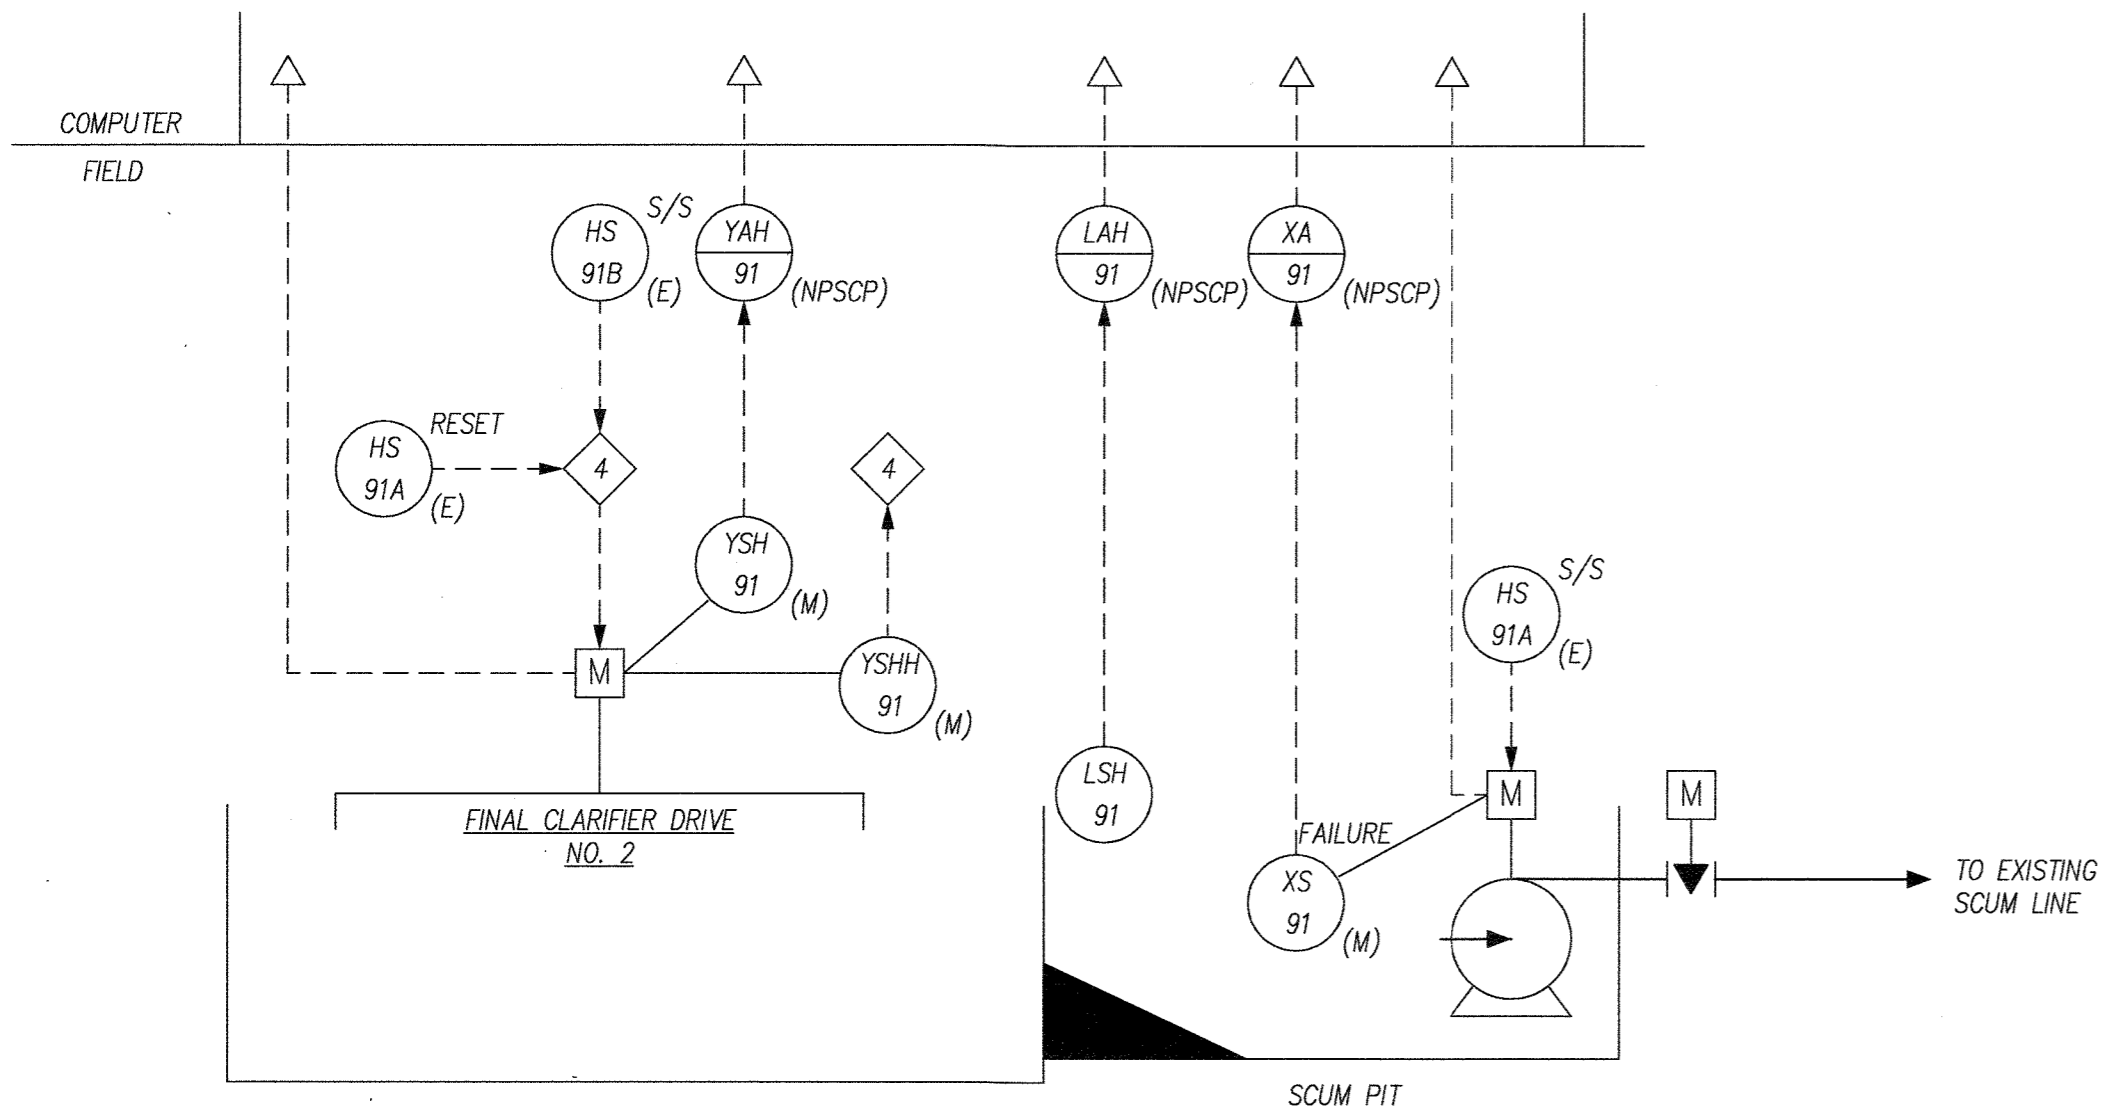 COMPUTER
FIELD
HS
91B
S/S
(E)
YAH
91
(NPSCP)
LAH
91
(NPSCP)
XA
91
(NPSCP)
HS
91A
RESET
(E)
4
4
YSH
91
(M)
HS
91A
S/S
(E)
M
YSHH
91
(M)
LSH
91
M
M
FINAL CLARIFIER DRIVE
NO. 2
FAILURE
XS
91
(M)
TO EXISTING
SCUM LINE
SCUM PIT